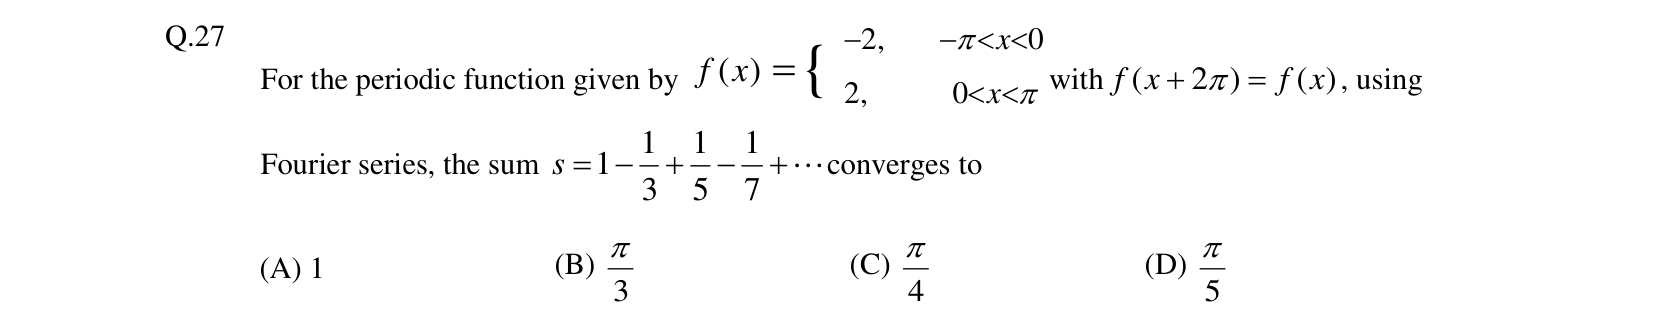 Q.27
For the periodic function given by f(x) = { –2, –π<x<0
2, 0<x<π with f(x + 2π) = f(x), using
Fourier series, the sum s = 1 − 1/3 + 1/5 − 1/7 + ⋯ converges to
(A) 1 (B) π/3 (C) π/4 (D) π/5